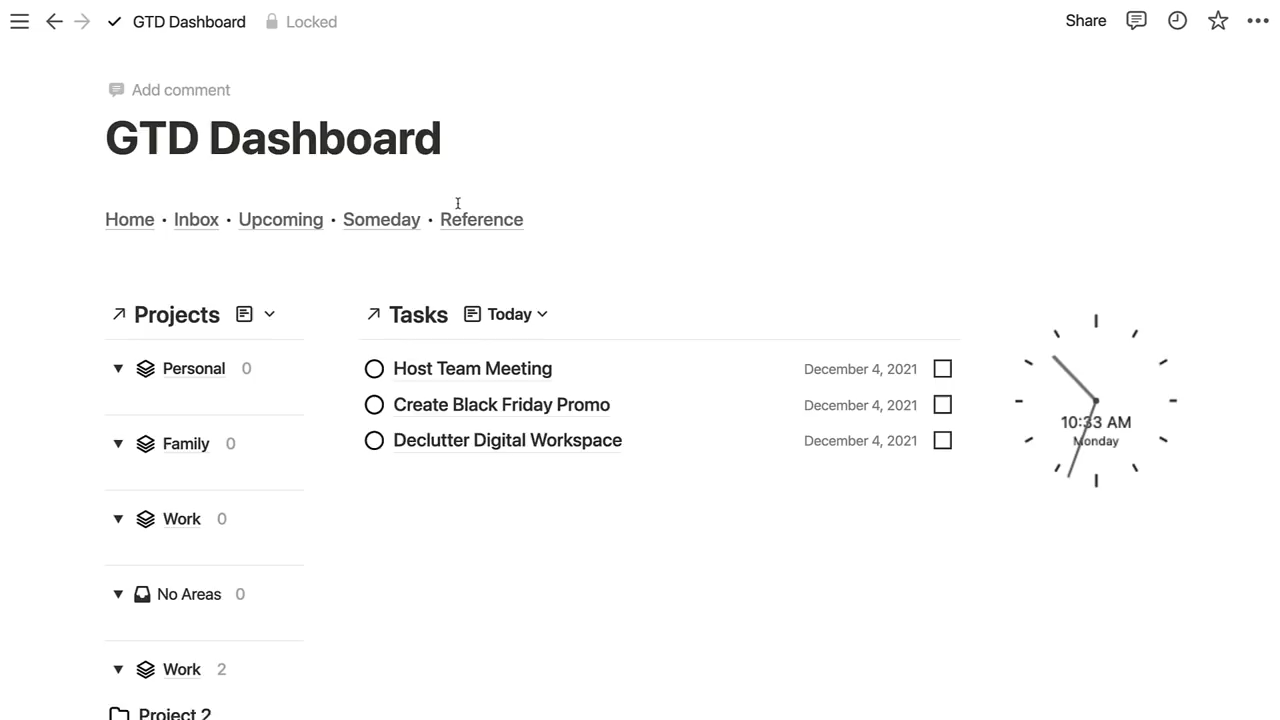 GTD Dashboard Locked Share
Add comment
GTD Dashboard
Home • Inbox • Upcoming • Someday • Reference
Projects
Personal 0
Family 0
Work 0
No Areas 0
Work 2
Project 2
Tasks Today
Host Team Meeting December 4, 2021
Create Black Friday Promo December 4, 2021
Declutter Digital Workspace December 4, 2021
10:33 AM
Monday